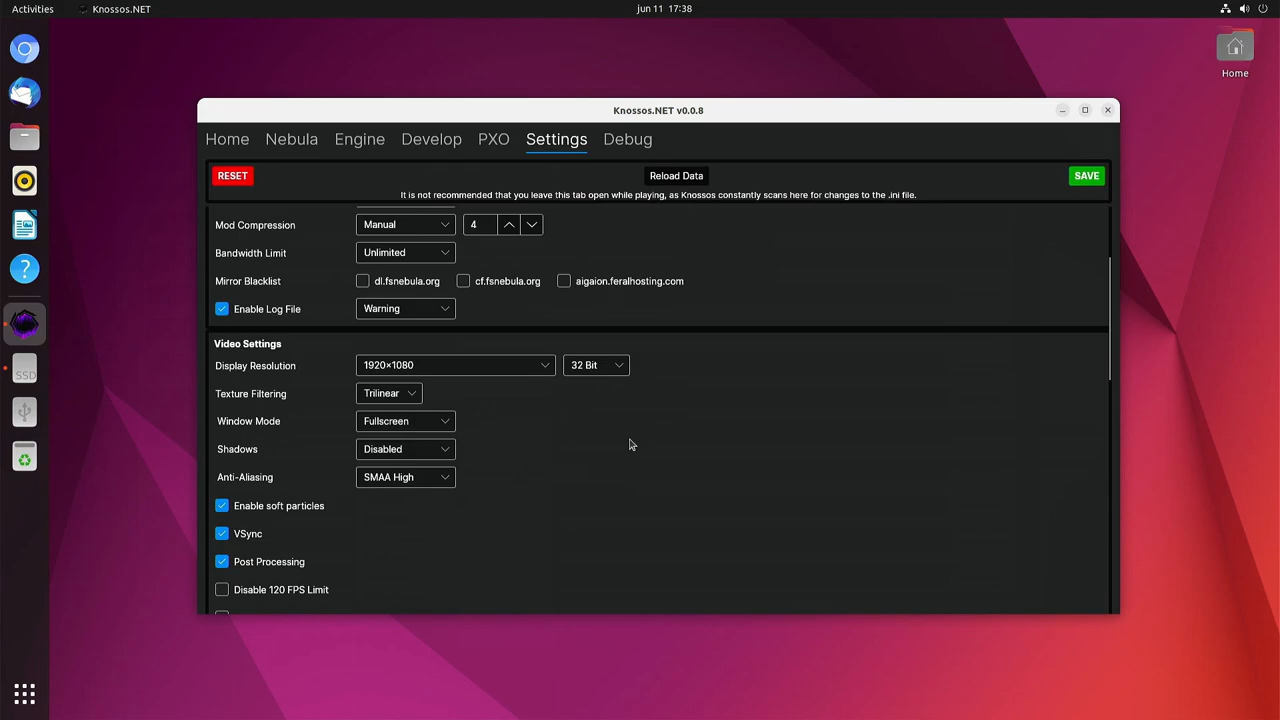 Activities Knossos.NET jun 11 17:38
Home
Knossos.NET v0.0.8
Home Nebula Engine Develop PXO Settings Debug
RESET Reload Data SAVE
It is not recommended that you leave this tab open while playing, as Knossos constantly scans here for changes to the .ini file.
Mod Compression Manual 4
Bandwidth Limit Unlimited
Mirror Blacklist dl.fsnebula.org cf.fsnebula.org aigaion.feralhosting.com
Enable Log File Warning
Video Settings
Display Resolution 1920×1080 32 Bit
Texture Filtering Trilinear
Window Mode Fullscreen
Shadows Disabled
Anti-Aliasing SMAA High
Enable soft particles
VSync
Post Processing
Disable 120 FPS Limit
SSD